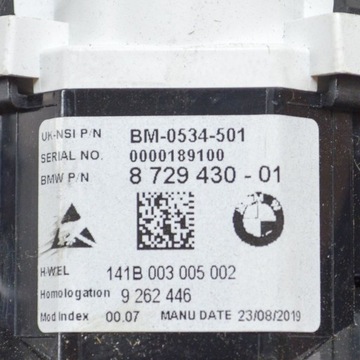 UK-NSI P/N BM-0534-501
SERIAL NO. 0000189100
BMW P/N 8 729 430 - 01
BMW
H-WEL 141B 003 005 002
Homologation 9 262 446
Mod Index 00.07 MANU DATE 23/08/2019